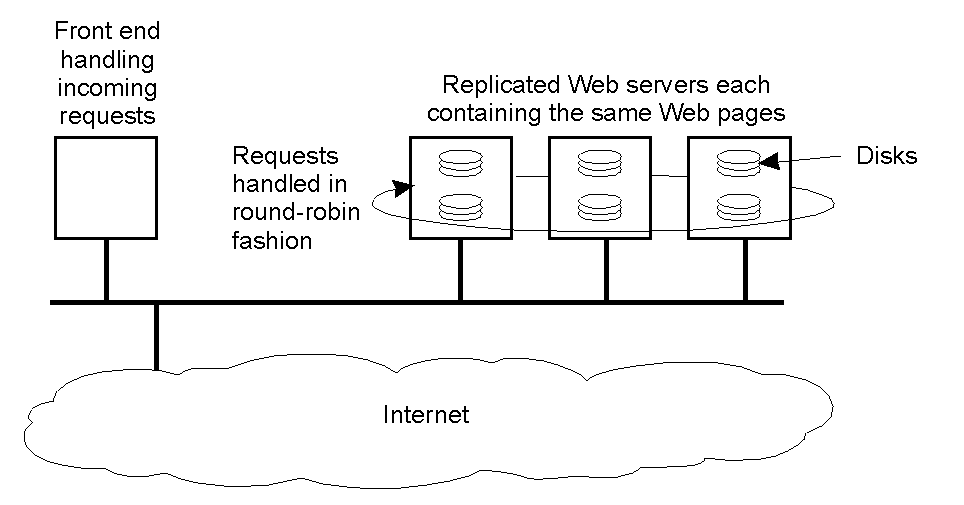 Front end
handling
incoming
requests
Replicated Web servers each
containing the same Web pages
Requests
handled in
round-robin
fashion
Disks
Internet